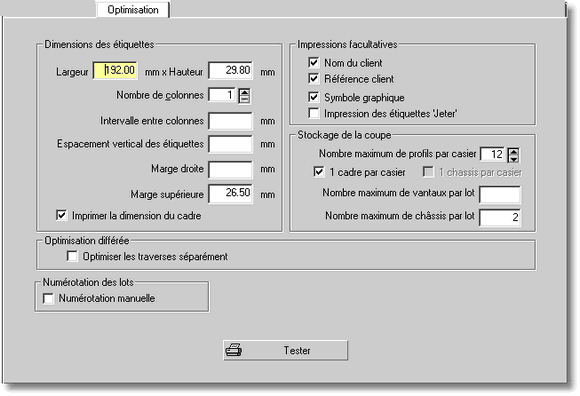 Optimisation
Dimensions des étiquettes
Largeur 192.00 mm x Hauteur 29.80 mm
Nombre de colonnes 1
Intervalle entre colonnes mm
Espacement vertical des étiquettes mm
Marge droite mm
Marge supérieure 26.50 mm
Imprimer la dimension du cadre
Impressions facultatives
Nom du client
Référence client
Symbole graphique
Impression des étiquettes 'Jeter'
Stockage de la coupe
Nombre maximum de profils par casier 12
1 cadre par casier 1 chassis par casier
Nombre maximum de vantaux par lot
Nombre maximum de châssis par lot 2
Optimisation différée
Optimiser les traverses séparément
Numérotation des lots
Numérotation manuelle
Tester